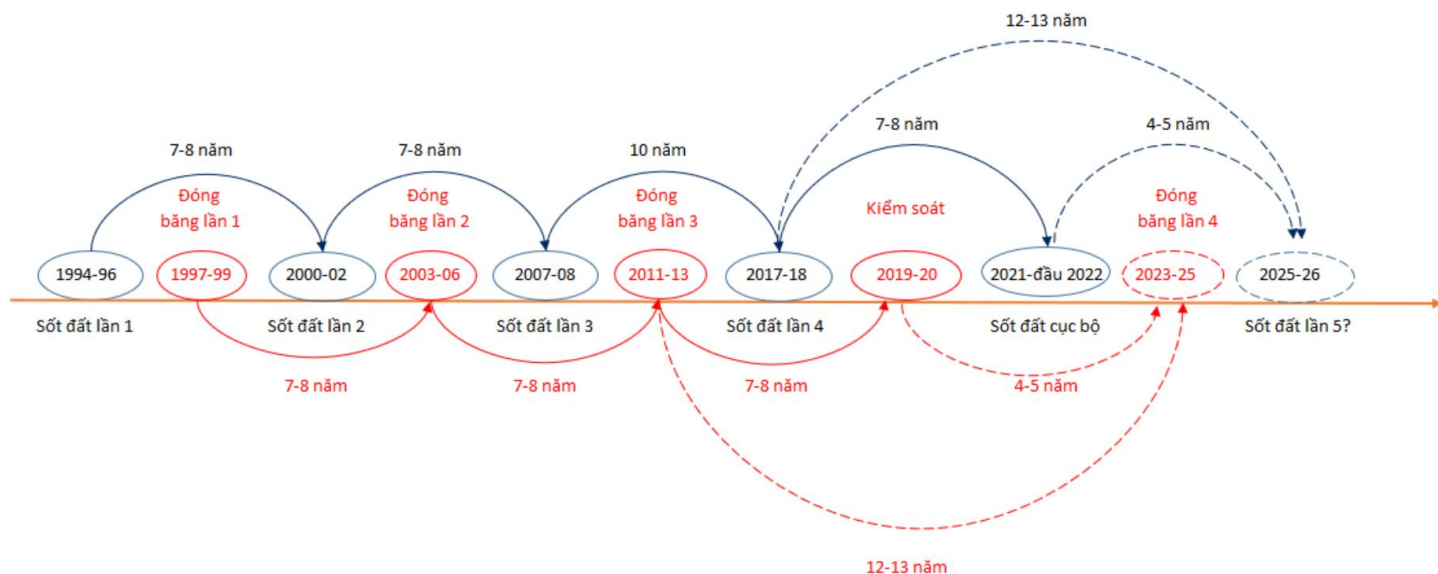 12-13 năm
7-8 năm
7-8 năm
10 năm
7-8 năm
4-5 năm
Đóng
băng lần 1
Đóng
băng lần 2
Đóng
băng lần 3
Kiểm soát
Đóng
băng lần 4
1994-96
1997-99
2000-02
2003-06
2007-08
2011-13
2017-18
2019-20
2021-đầu 2022
2023-25
2025-26
Sốt đất lần 1
Sốt đất lần 2
Sốt đất lần 3
Sốt đất lần 4
Sốt đất cục bộ
Sốt đất lần 5?
7-8 năm
7-8 năm
7-8 năm
4-5 năm
12-13 năm